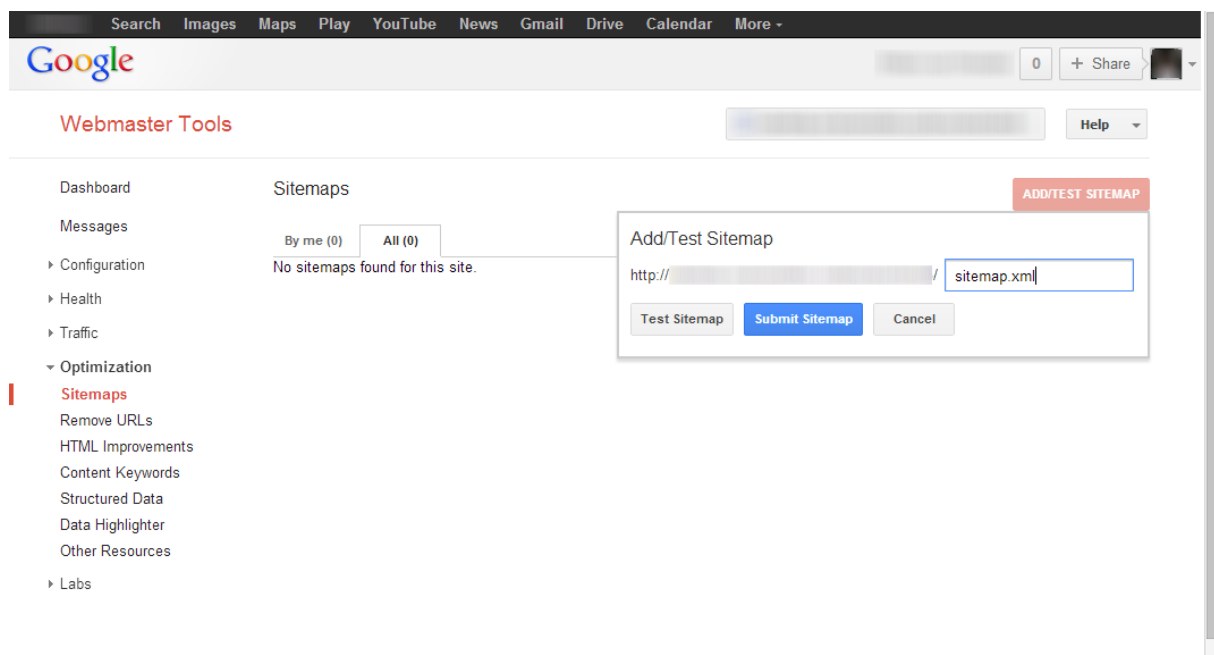 Search Images Maps Play YouTube News Gmail Drive Calendar More
Google
0 + Share
Webmaster Tools
Help
Dashboard
Messages
Configuration
Health
Traffic
Optimization
Sitemaps
Remove URLs
HTML Improvements
Content Keywords
Structured Data
Data Highlighter
Other Resources
Labs
Sitemaps
ADD/TEST SITEMAP
By me (0) All (0)
No sitemaps found for this site.
Add/Test Sitemap
http:// / sitemap.xml
Test Sitemap Submit Sitemap Cancel